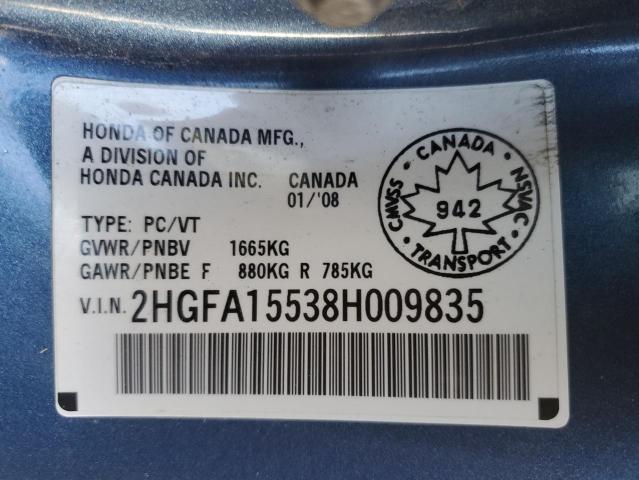 HONDA OF CANADA MFG.,
A DIVISION OF
HONDA CANADA INC. CANADA
01/'08
TYPE: PC/VT
GVWR/PNBV 1665KG
GAWR/PNBE F 880KG R 785KG
V.I.N. 2HGFA15538H009835
• CANADA •
CMVSS
NSVAC
942
• TRANSPORT •